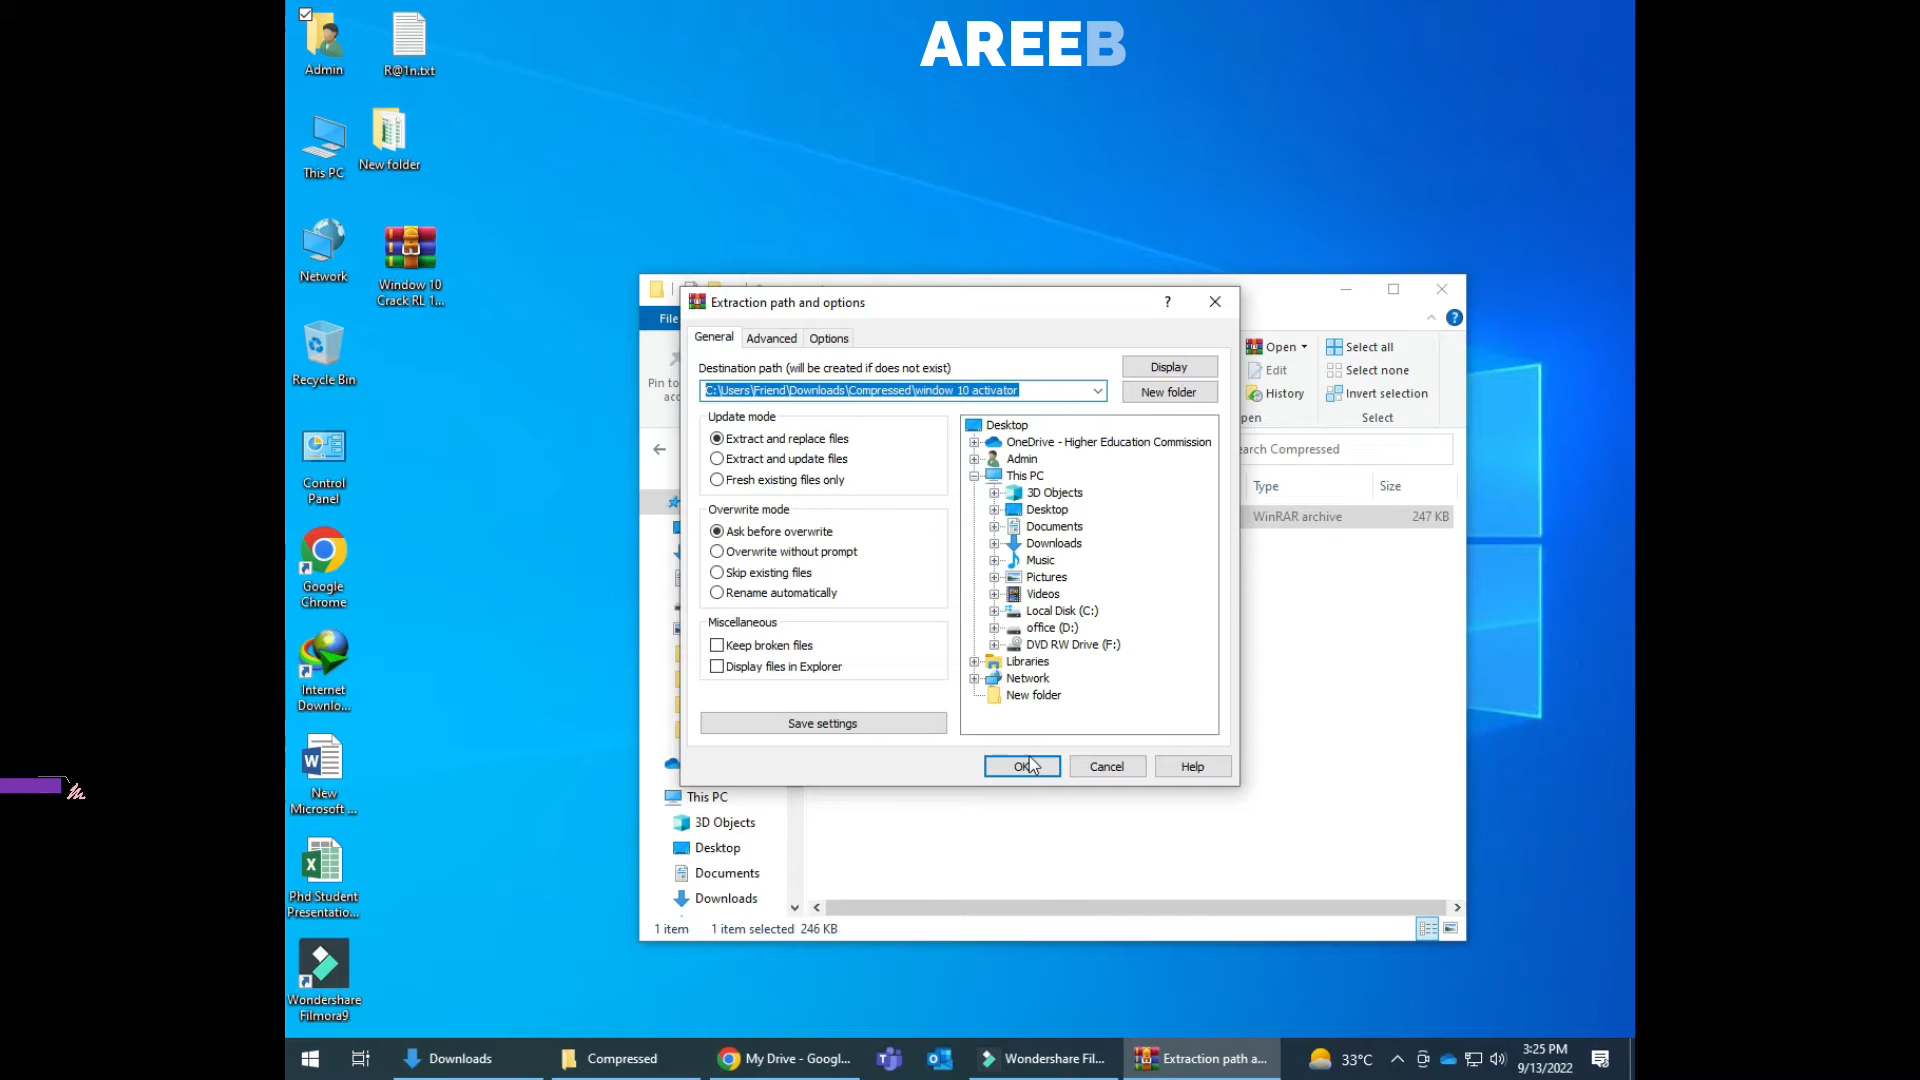 AREEB
Admin
R@1n.txt
This PC
New folder
Network
Window 10
Crack RL 1...
Recycle Bin
Control
Panel
Google
Chrome
Internet
Downlo...
New
Microsoft ...
Phd Student
Presentatio...
Wondershare
Filmora9
File
Pin to
Open
Edit
History
Select all
Select none
Invert selection
Select
earch Compressed
Type
Size
WinRAR archive
247 KB
Extraction path and options
?
General
Advanced
Options
Destination path (will be created if does not exist)
C:\Users\Friend\Downloads\Compressed\window 10 activator
Display
New folder
Update mode
Extract and replace files
Extract and update files
Fresh existing files only
Overwrite mode
Ask before overwrite
Overwrite without prompt
Skip existing files
Rename automatically
Miscellaneous
Keep broken files
Display files in Explorer
Save settings
Desktop
OneDrive - Higher Education Commission
Admin
This PC
3D Objects
Desktop
Documents
Downloads
Music
Pictures
Videos
Local Disk (C:)
office (D:)
DVD RW Drive (F:)
Libraries
Network
New folder
OK
Cancel
Help
This PC
3D Objects
Desktop
Documents
Downloads
1 item
1 item selected 246 KB
Downloads
Compressed
My Drive - Googl...
Wondershare Fil...
Extraction path a...
33°C
3:25 PM
9/13/2022